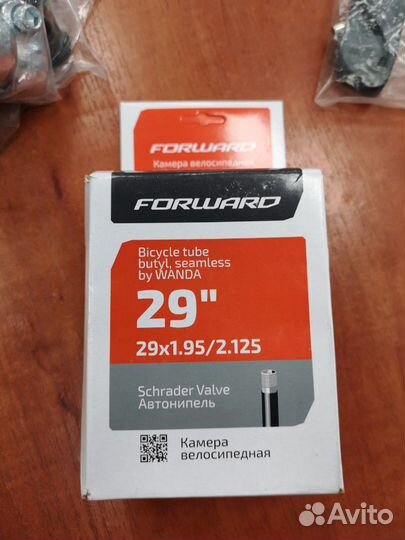 FORWARD
Камера велосипедная
FORWARD
Bicycle tube
butyl, seamless
by WANDA
29"
29x1.95/2.125
Schrader Valve
Автонипель
Камера
велосипедная
Avito